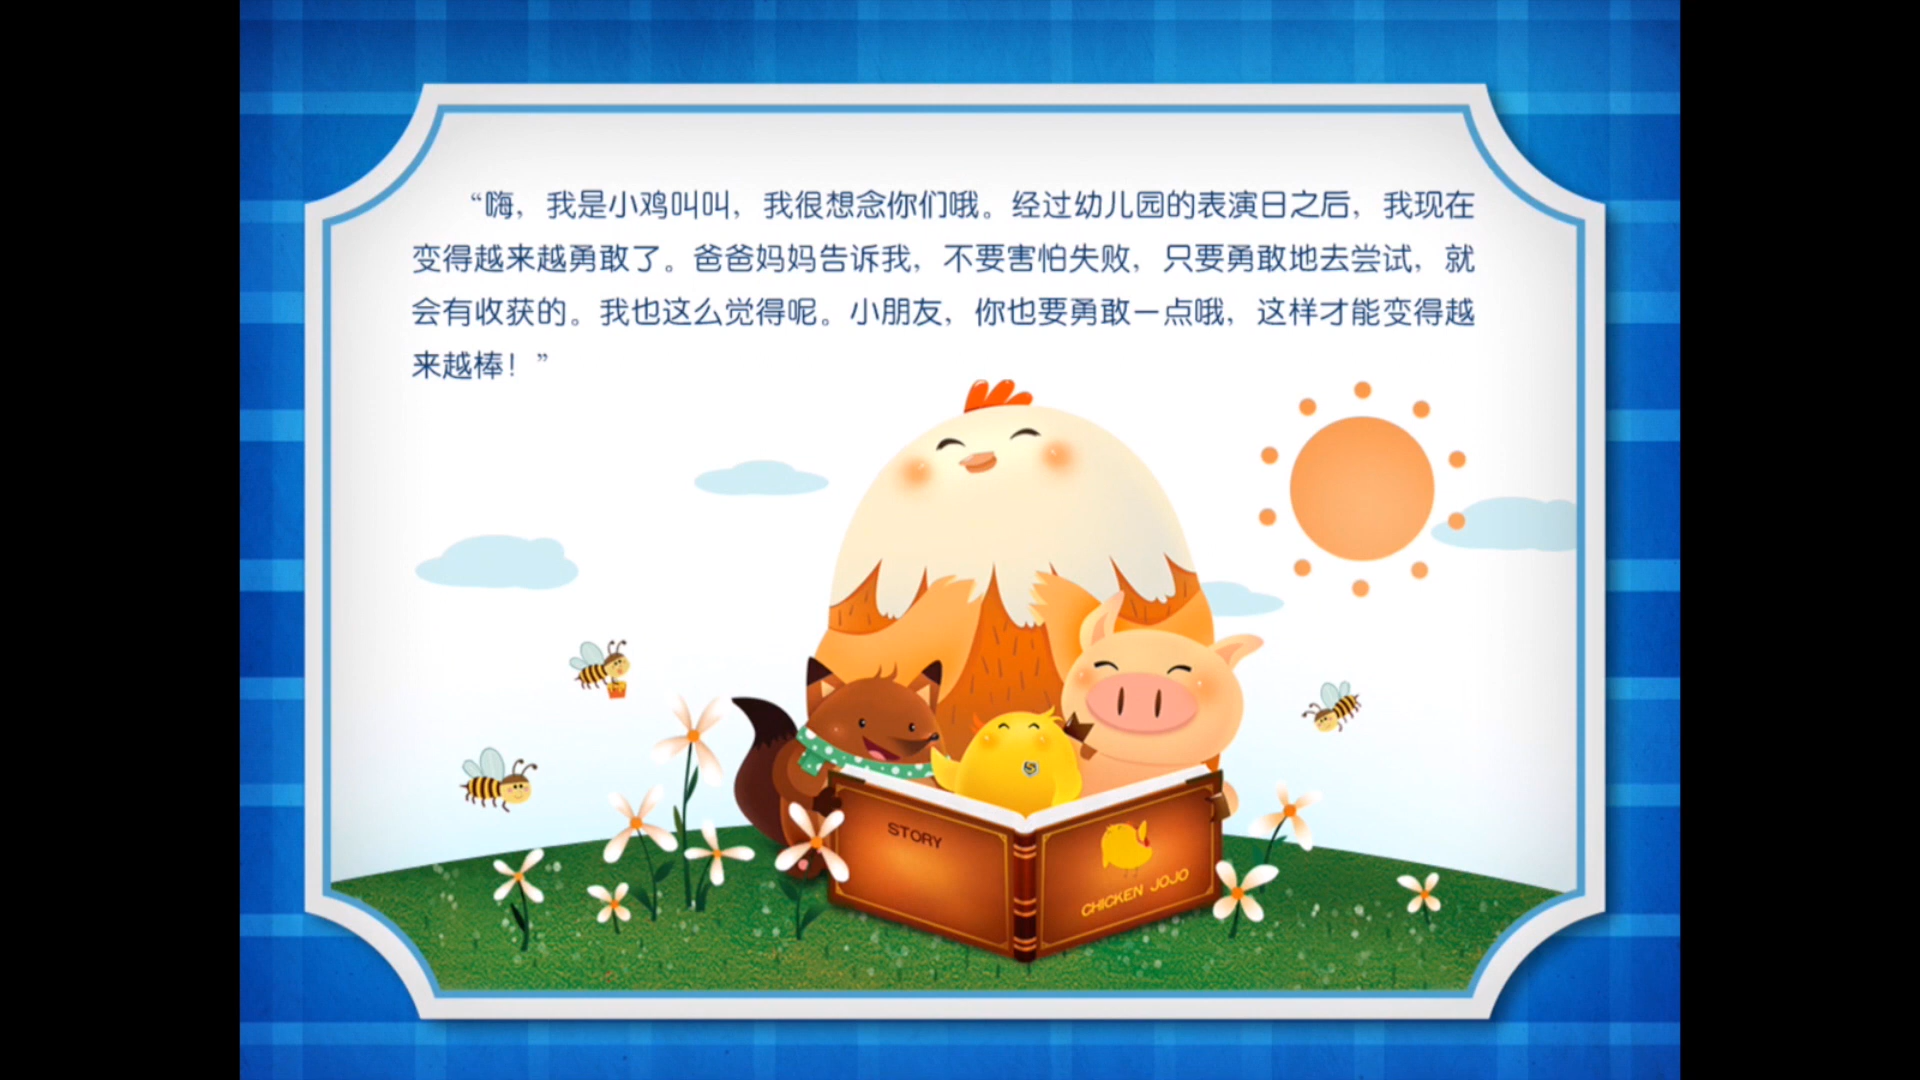 “嗨，我是小鸡叫叫，我很想念你们哦。经过幼儿园的表演日之后，我现在
变得越来越勇敢了。爸爸妈妈告诉我，不要害怕失败，只要勇敢地去尝试，就
会有收获的。我也这么觉得呢。小朋友，你也要勇敢一点哦，这样才能变得越
来越棒！”
STORY
CHICKEN JOJO